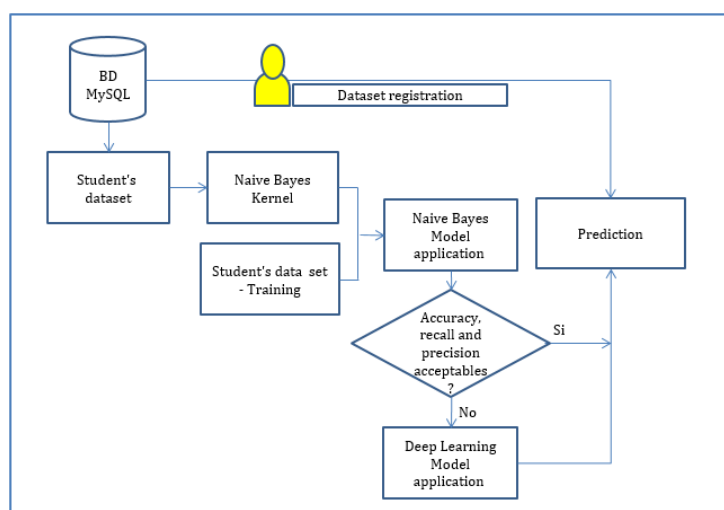 BD
MySQL
Dataset registration
Student's
dataset
Naive Bayes
Kernel
Naive Bayes
Model
application
Prediction
Student's data set
- Training
Accuracy,
recall and
precision
acceptables
?
Si
No
Deep Learning
Model
application